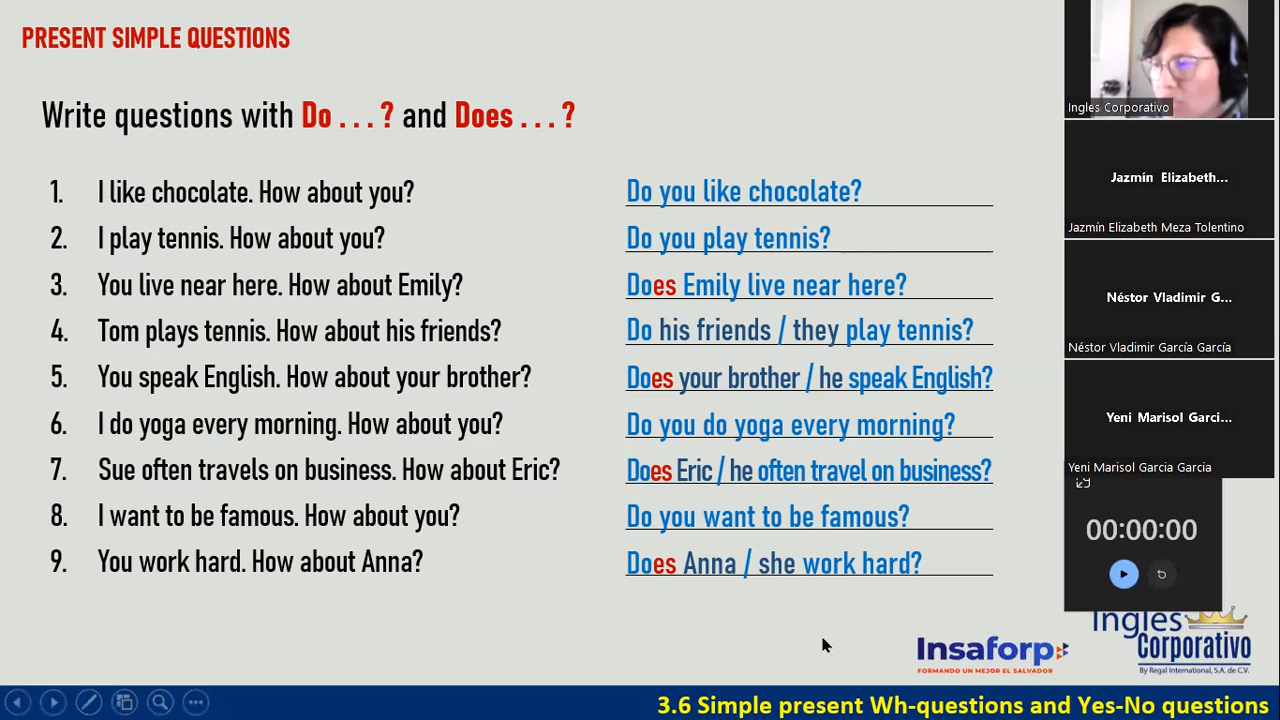 PRESENT SIMPLE QUESTIONS
Write questions with Do . . . ? and Does . . . ?
1. I like chocolate. How about you? Do you like chocolate?
2. I play tennis. How about you? Do you play tennis?
3. You live near here. How about Emily? Does Emily live near here?
4. Tom plays tennis. How about his friends? Do his friends / they play tennis?
5. You speak English. How about your brother? Does your brother / he speak English?
6. I do yoga every morning. How about you? Do you do yoga every morning?
7. Sue often travels on business. How about Eric? Does Eric / he often travel on business?
8. I want to be famous. How about you? Do you want to be famous?
9. You work hard. How about Anna? Does Anna / she work hard?
Ingles Corporativo
Jazmín Elizabeth...
Jazmín Elizabeth Meza Tolentino
Néstor Vladimir G...
Néstor Vladimir García García
Yeni Marisol Garci...
Yeni Marisol Garcia Garcia
00:00:00
Insaforp
FORMANDO UN MEJOR EL SALVADOR
Ingles
Corporativo
By Regal International, S.A. de C.V.
3.6 Simple present Wh-questions and Yes-No questions